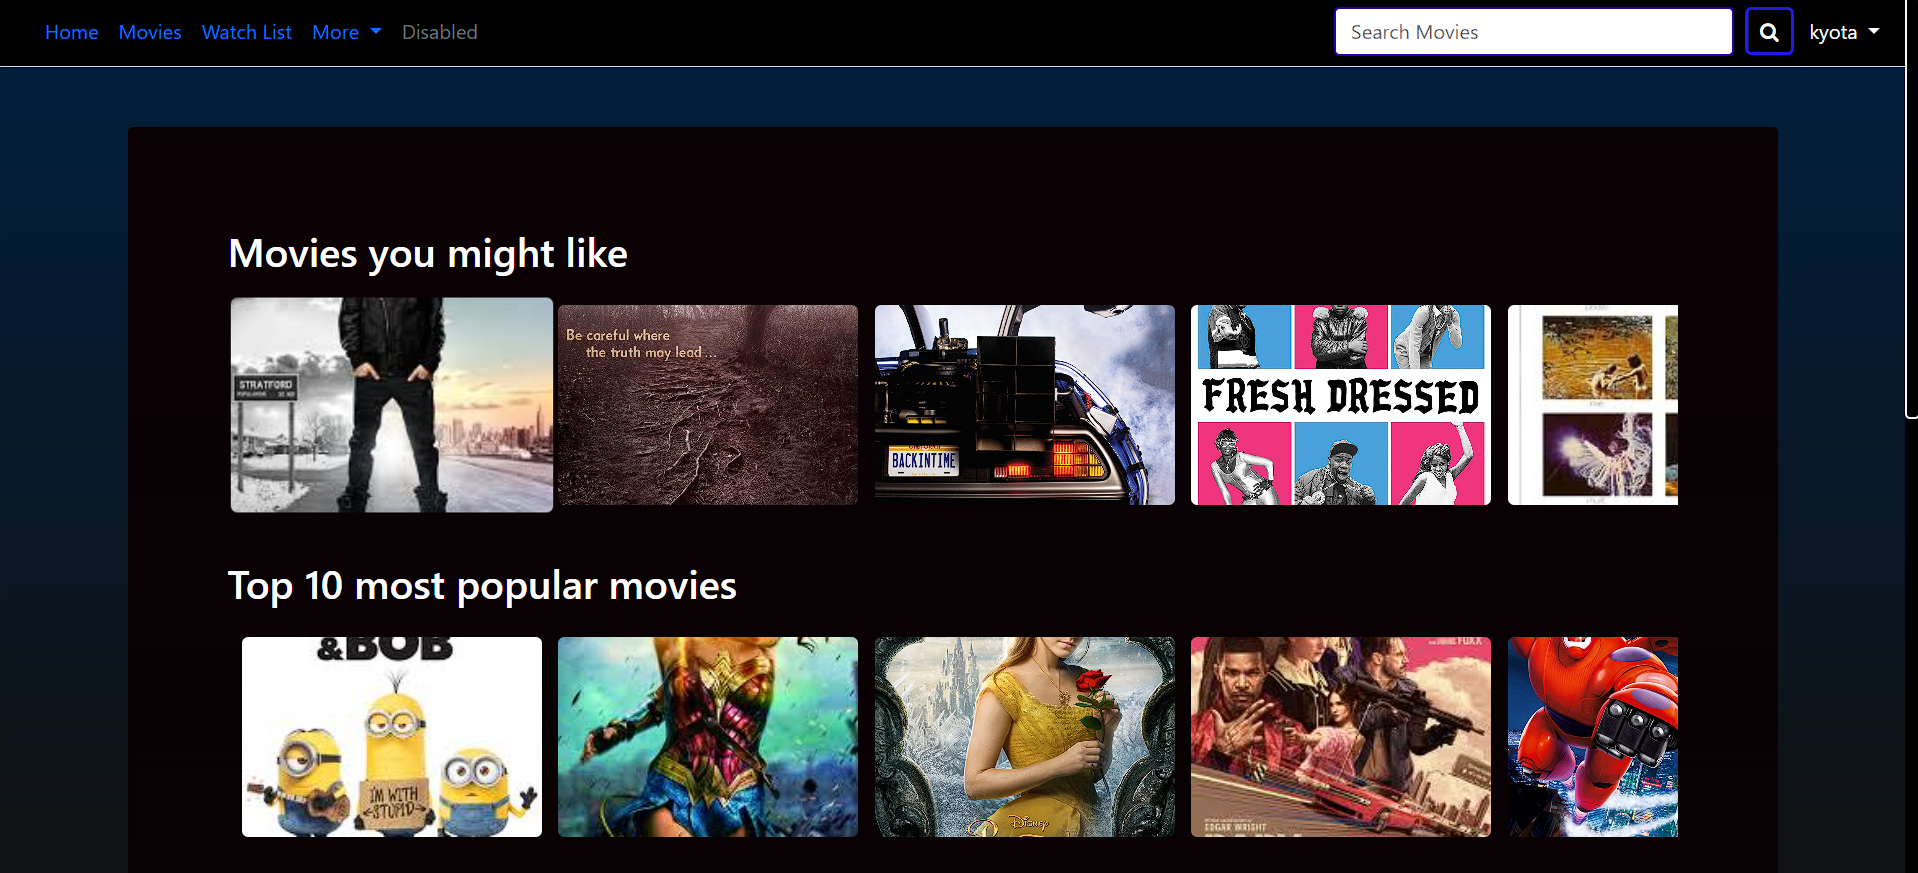 Home Movies Watch List More Disabled
Search Movies
kyota
Movies you might like
STRATFORD
Be careful where
the truth may lead...
BACKINTIME
FRESH DRESSED
Top 10 most popular movies
&BOB
I'M WITH
STUPID
Disney
FOXX
EDGAR WRIGHT